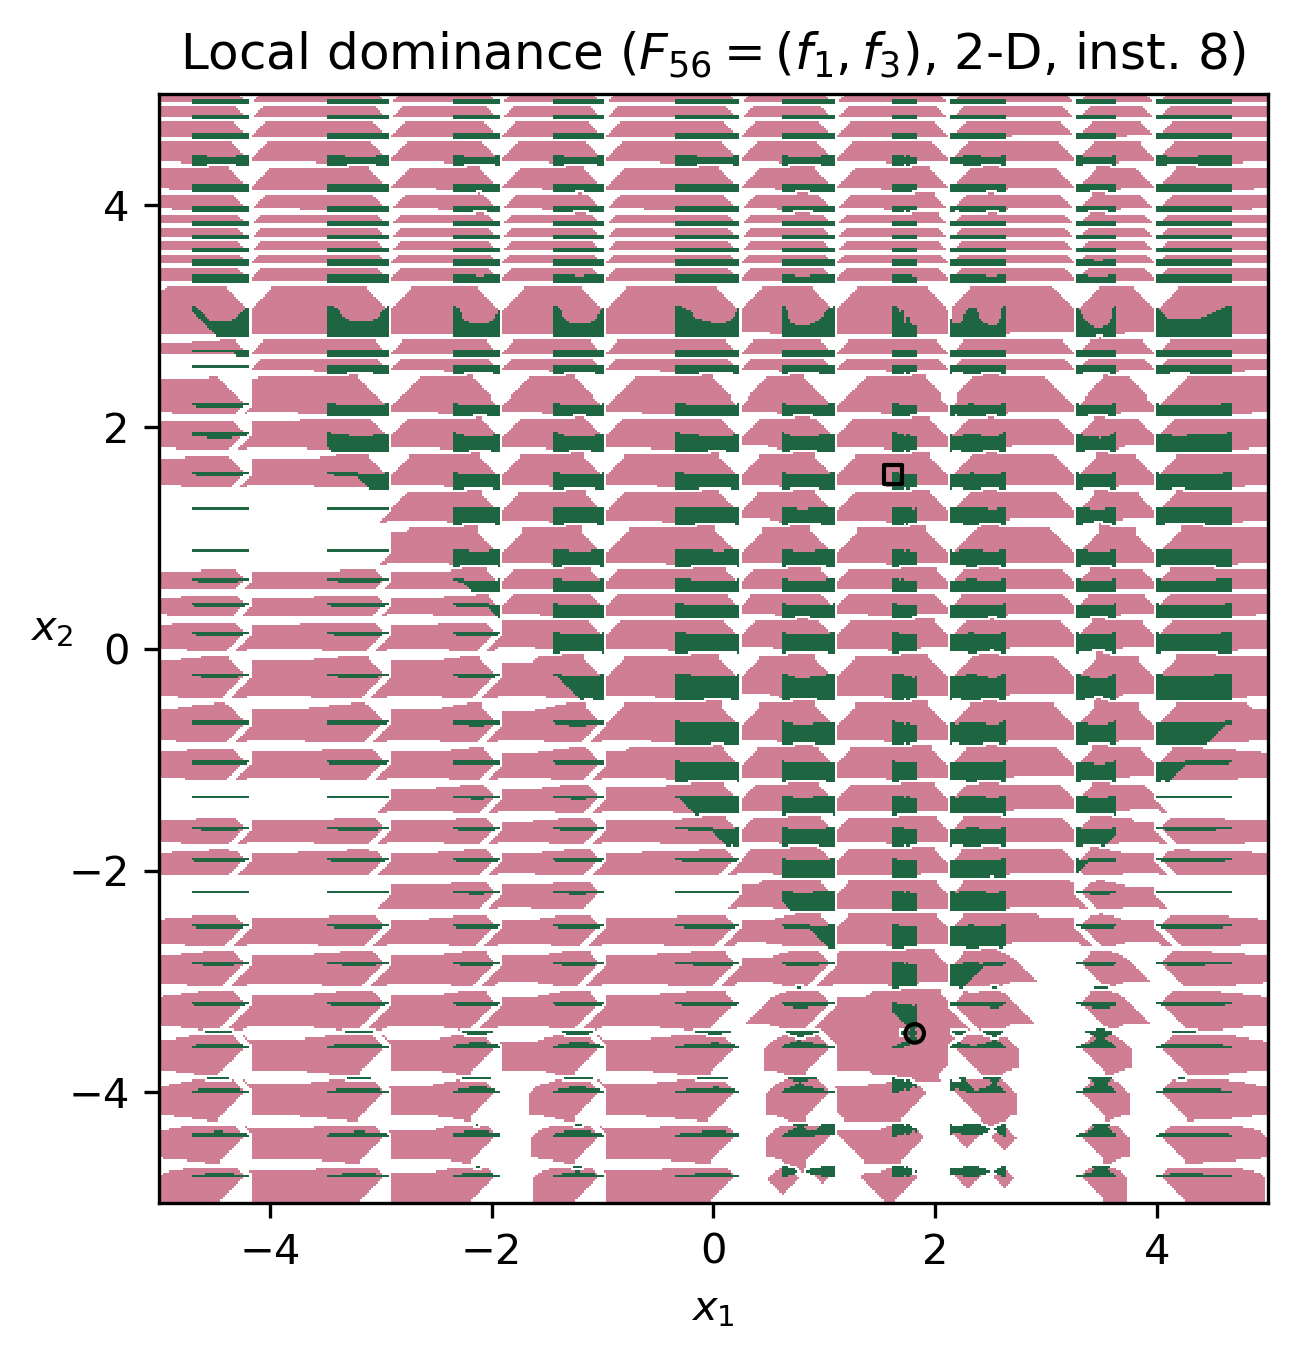 Local dominance (F₅₆ = (f₁, f₃), 2-D, inst. 8)
4
2
x₂
0
−2
−4
−4 −2 0 2 4
x₁